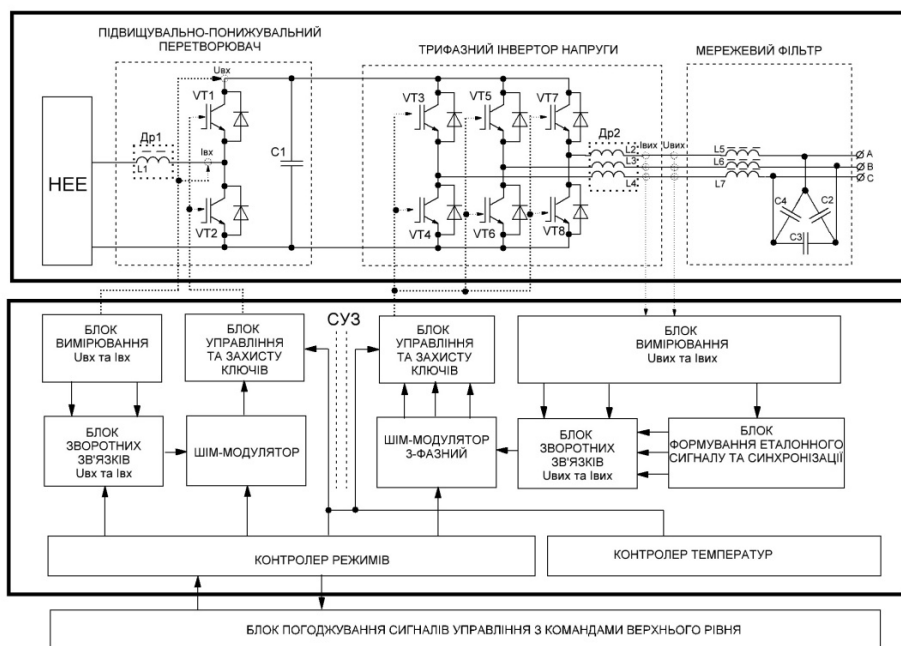 ПІДВИЩУВАЛЬНО-ПОНИЖУВАЛЬНИЙ
ПЕРЕТВОРЮВАЧ
ТРИФАЗНИЙ ІНВЕРТОР НАПРУГИ
МЕРЕЖЕВИЙ ФІЛЬТР
Uвх
VT1
VT3
VT5
VT7
Др1
Iвх
C1
Др2
Iвих
Uвих
НЕЕ
L1
L2
L3
L4
L5
L6
L7
A
B
C
VT2
VT4
VT6
VT8
C4
C2
C3
СУЗ
БЛОК
ВИМІРЮВАННЯ
Uвх та Iвх
БЛОК
УПРАВЛІННЯ
ТА ЗАХИСТУ
КЛЮЧІВ
БЛОК
УПРАВЛІННЯ
ТА ЗАХИСТУ
КЛЮЧІВ
БЛОК
ВИМІРЮВАННЯ
Uвих та Iвих
БЛОК
ЗВОРОТНИХ
ЗВ'ЯЗКІВ
Uвх та Iвх
ШІМ-МОДУЛЯТОР
ШІМ-МОДУЛЯТОР
3-ФАЗНИЙ
БЛОК
ЗВОРОТНИХ
ЗВ'ЯЗКІВ
Uвих та Iвих
БЛОК
ФОРМУВАННЯ ЕТАЛОННОГО
СИГНАЛУ ТА СИНХРОНІЗАЦІЇ
КОНТРОЛЕР РЕЖИМІВ
КОНТРОЛЕР ТЕМПЕРАТУР
БЛОК ПОГОДЖУВАННЯ СИГНАЛІВ УПРАВЛІННЯ З КОМАНДАМИ ВЕРХНЬОГО РІВНЯ